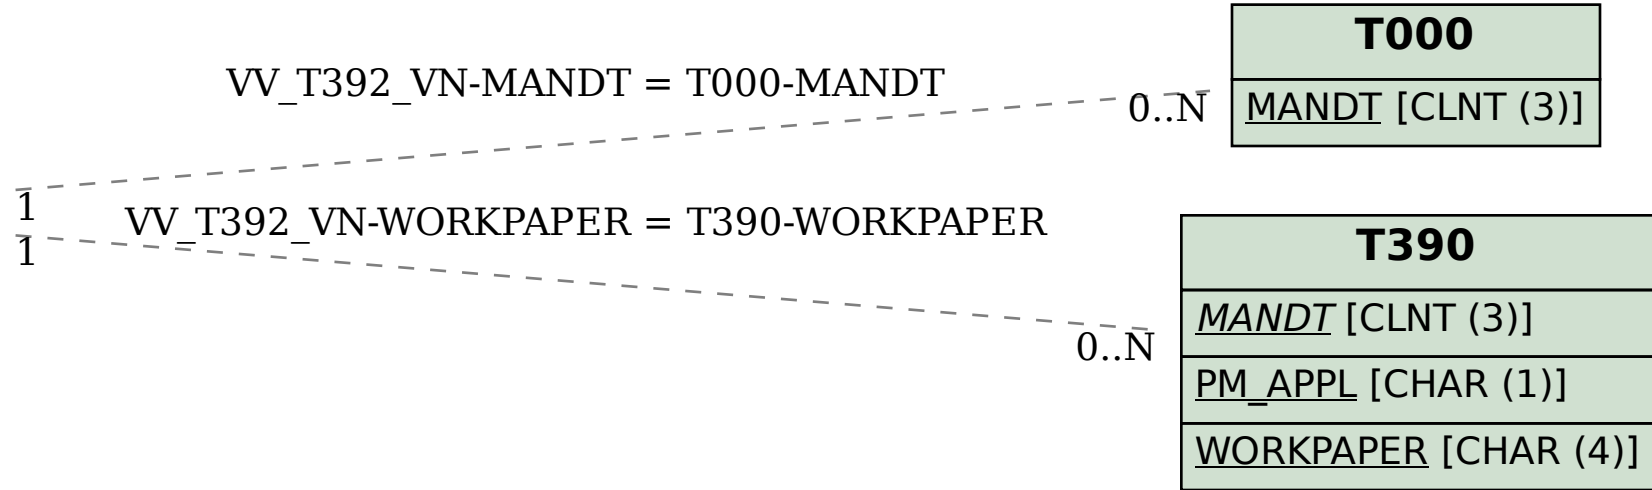 T000
VV_T392_VN-MANDT = T000-MANDT
0..N
MANDT [CLNT (3)]
1
VV_T392_VN-WORKPAPER = T390-WORKPAPER
1
T390
MANDT [CLNT (3)]
0..N
PM_APPL [CHAR (1)]
WORKPAPER [CHAR (4)]